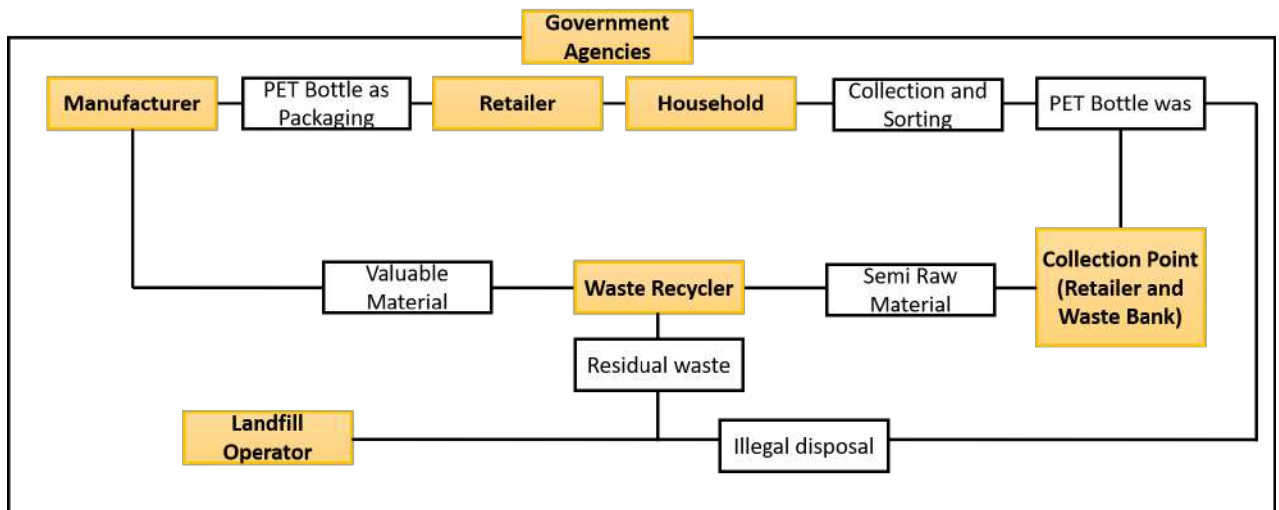 Government
Agencies
Manufacturer
PET Bottle as
Packaging
Retailer
Household
Collection and
Sorting
PET Bottle was
Valuable
Material
Waste Recycler
Semi Raw
Material
Collection Point
(Retailer and
Waste Bank)
Residual waste
Landfill
Operator
Illegal disposal